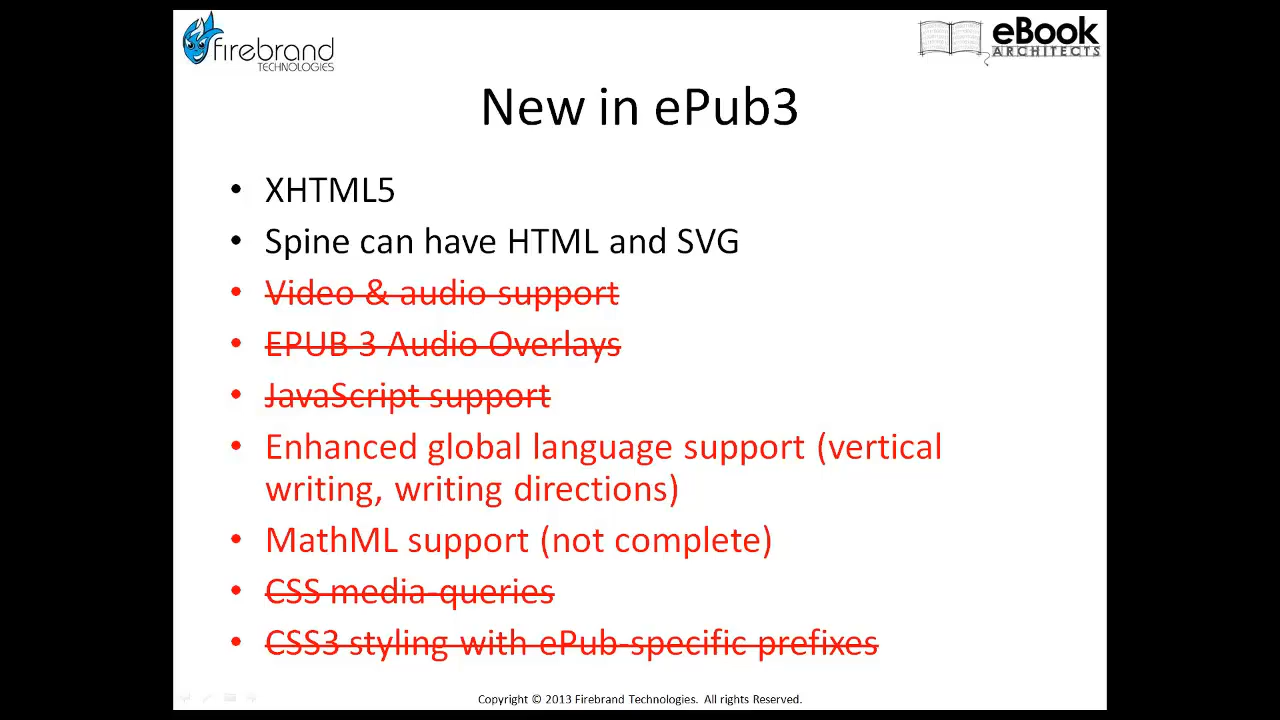 firebrand
TECHNOLOGIES
eBook
ARCHITECTS
New in ePub3
• XHTML5
• Spine can have HTML and SVG
• Video & audio support
• EPUB 3 Audio Overlays
• JavaScript support
• Enhanced global language support (vertical
writing, writing directions)
• MathML support (not complete)
• CSS media-queries
• CSS3 styling with ePub-specific prefixes
Copyright © 2013 Firebrand Technologies. All rights Reserved.